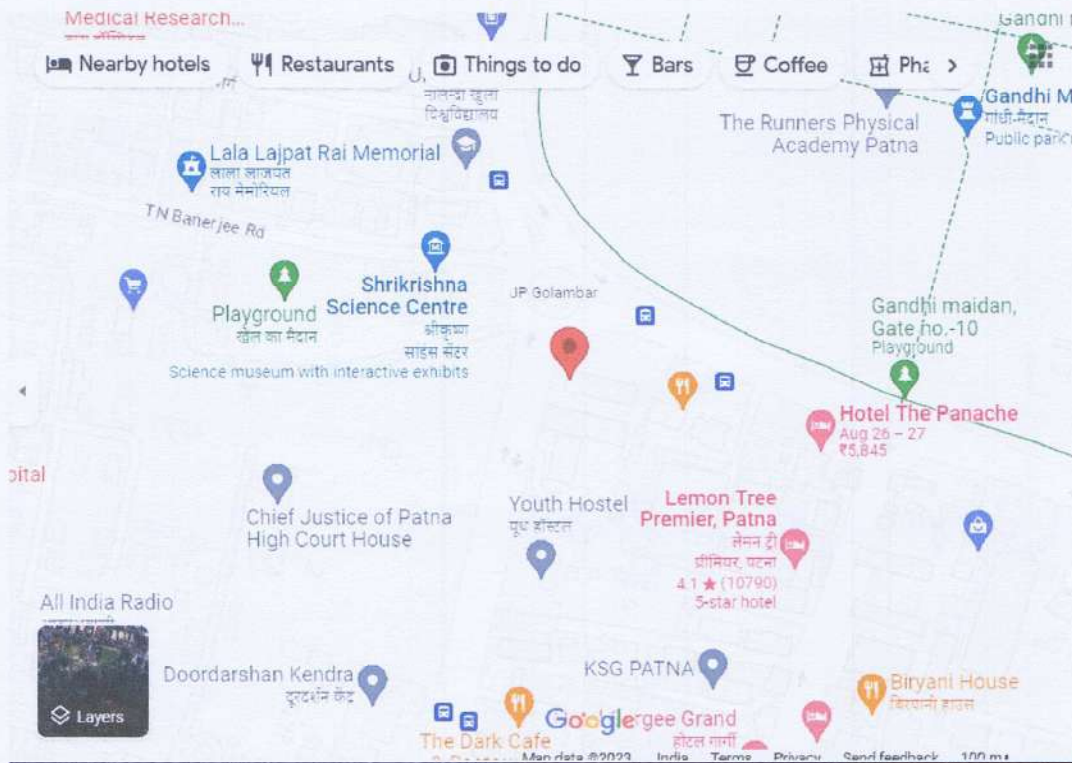 Medical Research...
Gandhi
Nearby hotels
Restaurants
Things to do
Bars
Coffee
नालन्दा खुला
विश्वविद्यालय
The Runners Physical
Academy Patna
Gandhi M
गांधी-मैदान
Public park
Lala Lajpat Rai Memorial
लाला लाजपत
राय मेमोरियल
TN Banerjee Rd
Shrikrishna
Science Centre
श्रीकृष्ण
साइंस सेंटर
Science museum with interactive exhibits
Playground
खेल का मैदान
JP Golambar
Gandhi maidan,
Gate no.-10
Playground
Hotel The Panache
Aug 26 – 27
₹5,845
pital
Chief Justice of Patna
High Court House
Youth Hostel
यूथ हॉस्टल
Lemon Tree
Premier, Patna
लेमन ट्री
प्रीमियर, पटना
4.1 ★ (10790)
5-star hotel
All India Radio
Layers
Doordarshan Kendra
दूरदर्शन केंद्र
KSG PATNA
Biryani House
बिरयानी हाउस
The Dark Cafe
Google
rgee Grand
होटल गार्गी
Map data ©2023 India Terms Privacy Send feedback 100 m